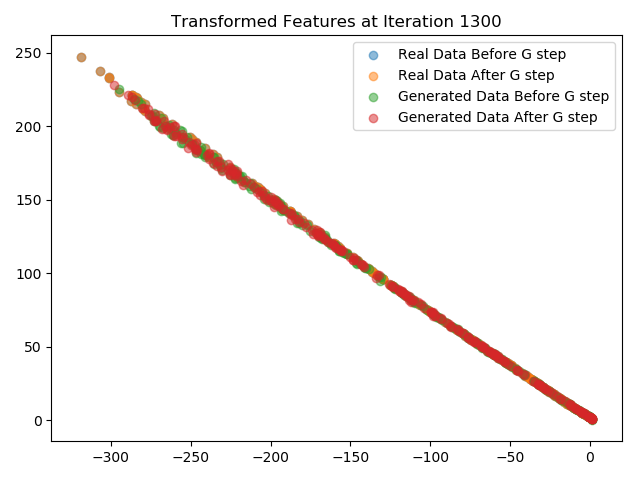 Transformed Features at Iteration 1300
Real Data Before G step
Real Data After G step
Generated Data Before G step
Generated Data After G step
250
200
150
100
50
0
−300 −250 −200 −150 −100 −50 0